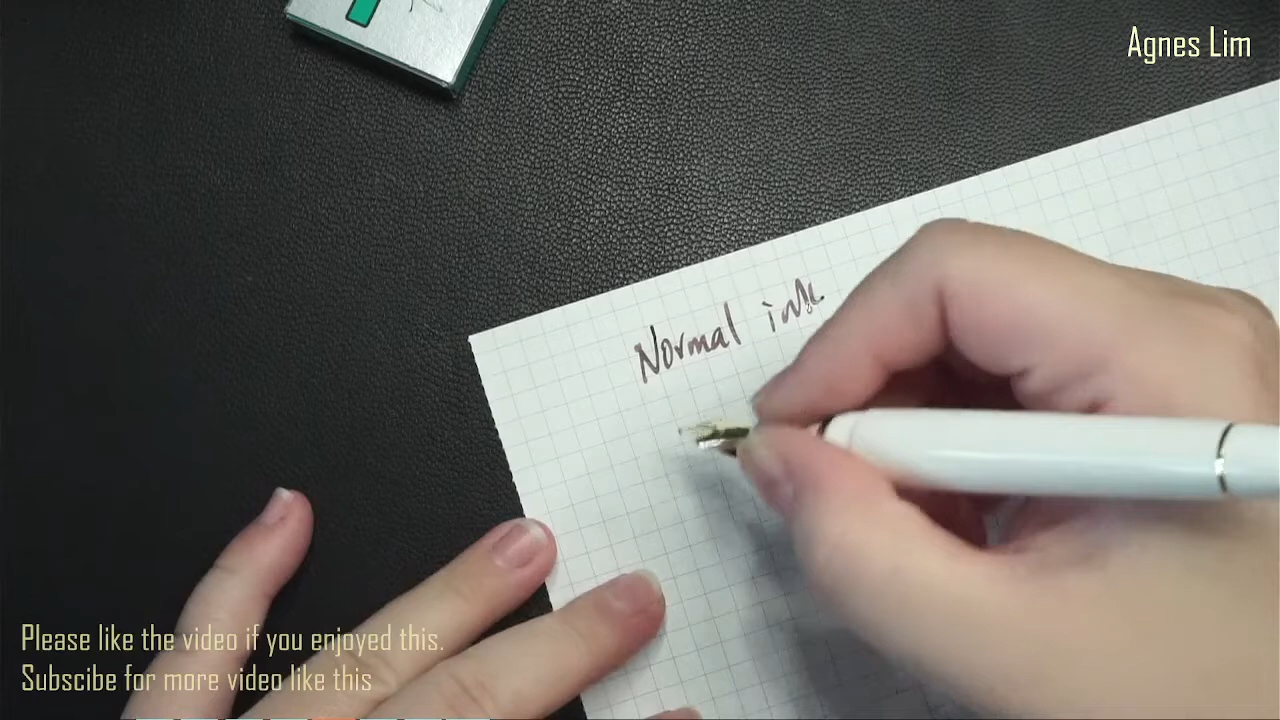 Agnes Lim
Normal ink
Please like the video if you enjoyed this.
Subscibe for more video like this